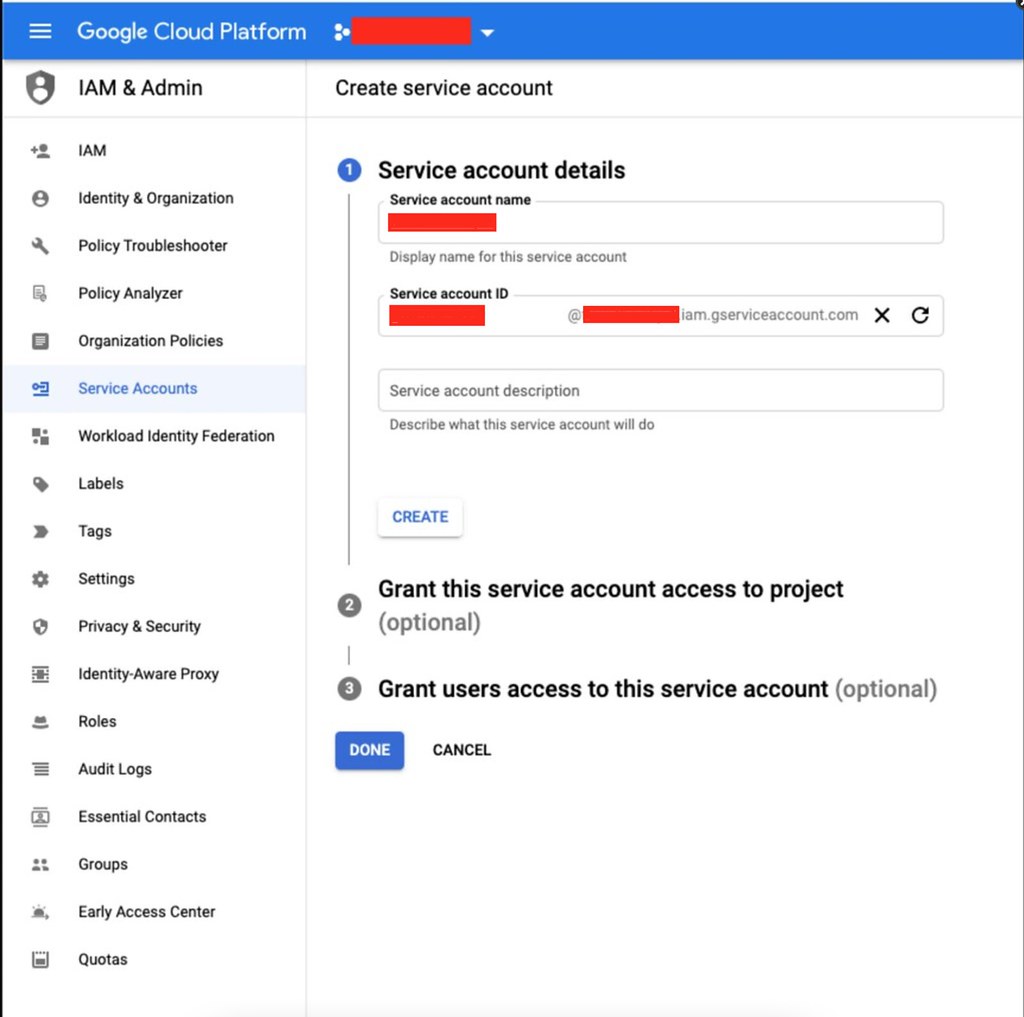 Google Cloud Platform
IAM & Admin
Create service account
IAM
Identity & Organization
Policy Troubleshooter
Policy Analyzer
Organization Policies
Service Accounts
Workload Identity Federation
Labels
Tags
Settings
Privacy & Security
Identity-Aware Proxy
Roles
Audit Logs
Essential Contacts
Groups
Early Access Center
Quotas
1 Service account details
Service account name
Display name for this service account
Service account ID
@ iam.gserviceaccount.com
Service account description
Describe what this service account will do
CREATE
2 Grant this service account access to project
(optional)
3 Grant users access to this service account (optional)
DONE CANCEL